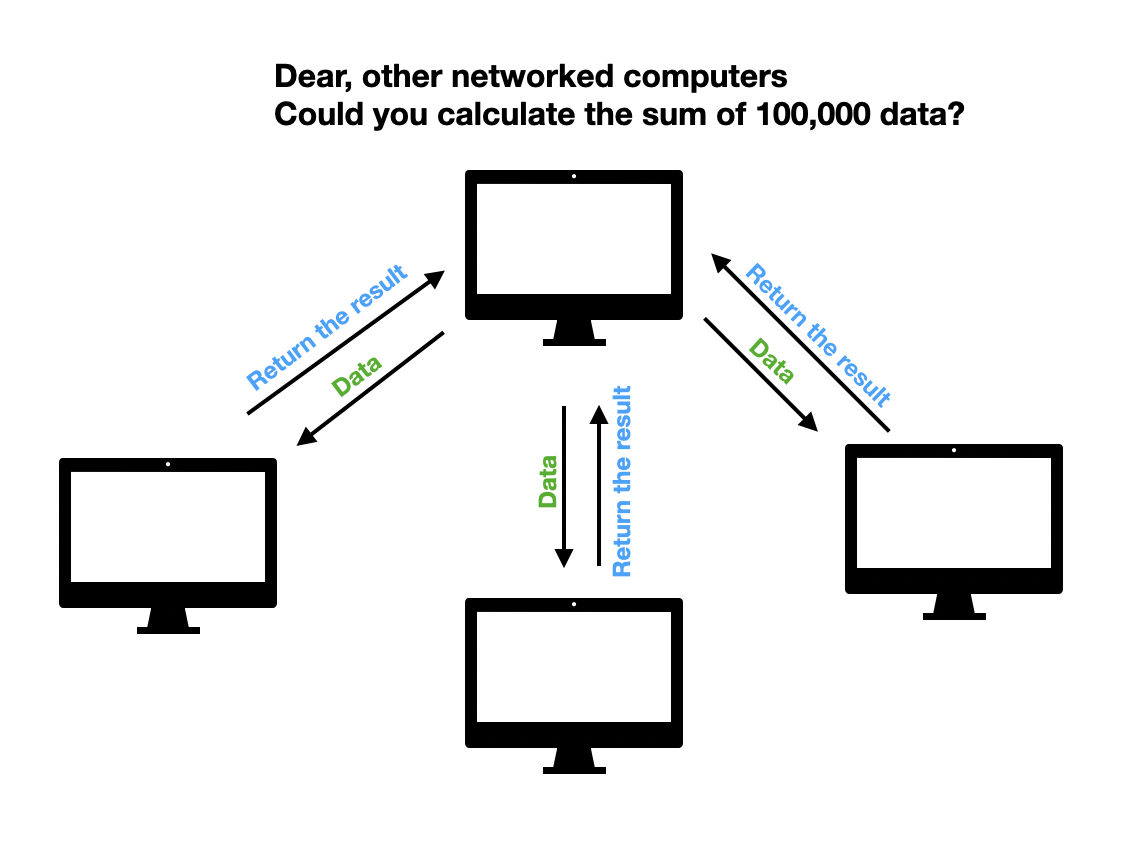 Dear, other networked computers
Could you calculate the sum of 100,000 data?
Return the result
Data
Return the result
Data
Data
Return the result